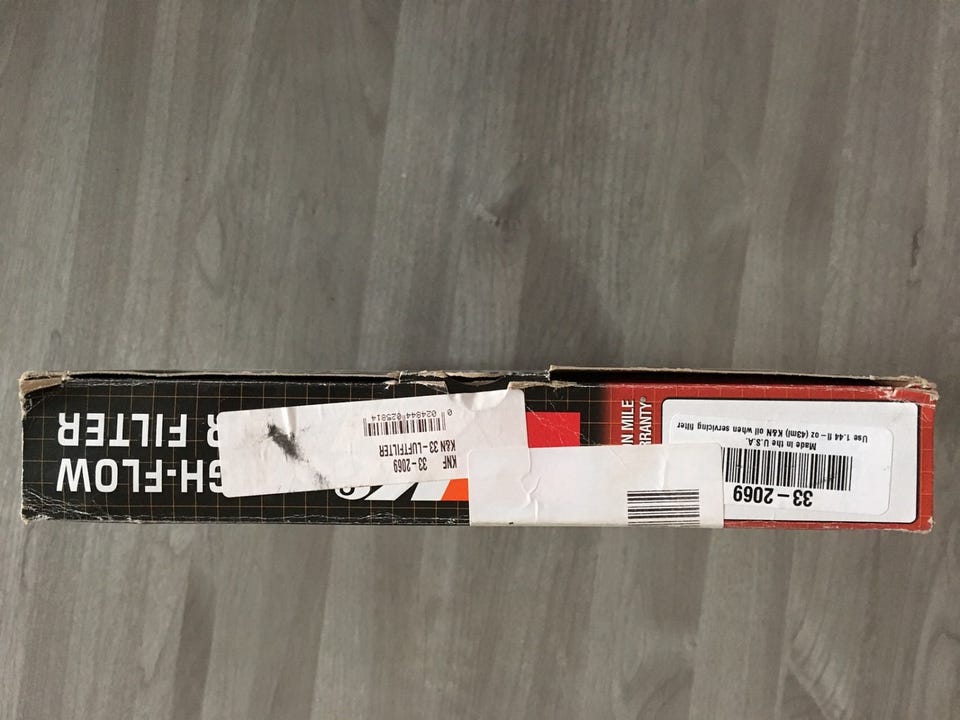 33-2069
Made in the U.S.A.
Use 1.44 fl - oz (43ml) K&N oil when servicing filter
ON MILE
RRANTY®
KNF 33-2069
K&N 33-LUFTFILTER
0 024844 025814
GH-FLOW
R FILTER